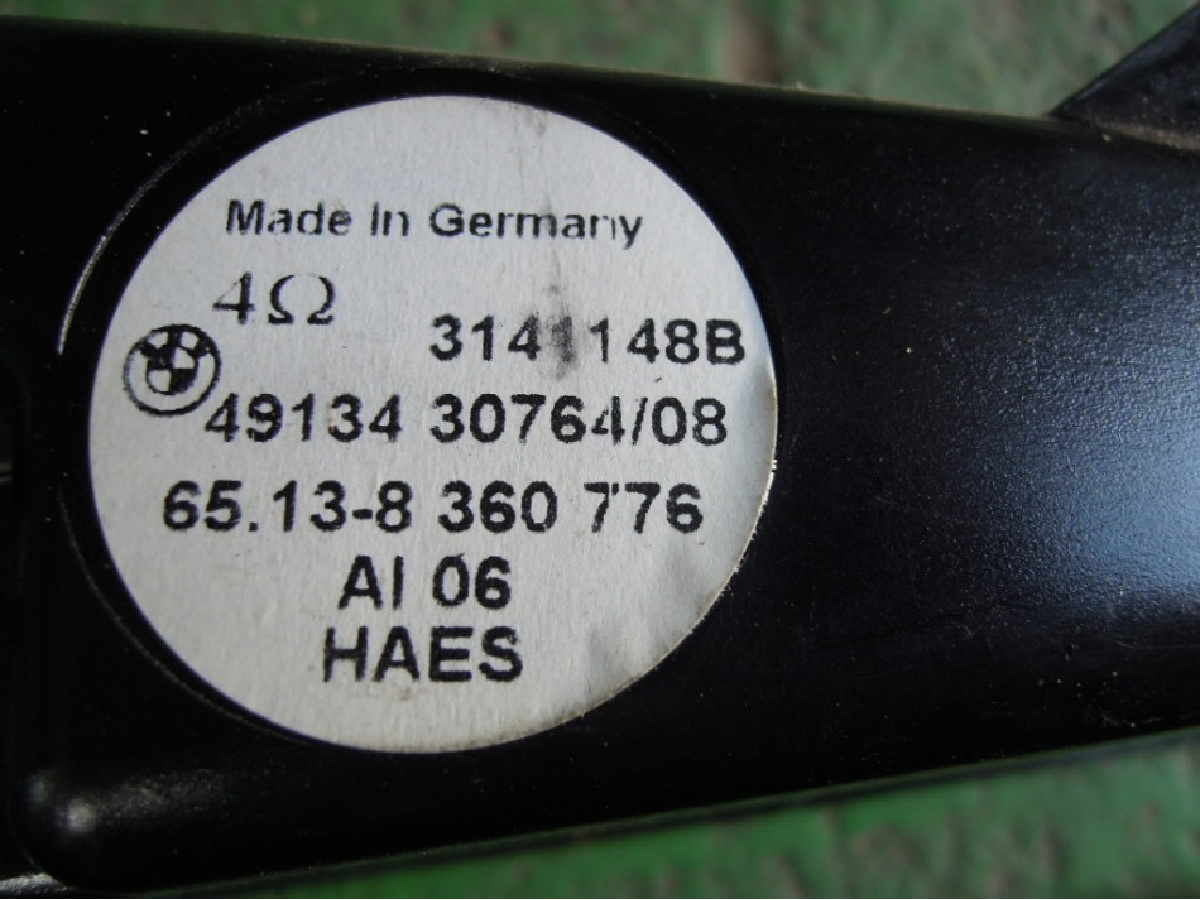 Made In Germany
4Ω
3141148B
49134 30764/08
65.13-8 360 776
AI 06
HAES